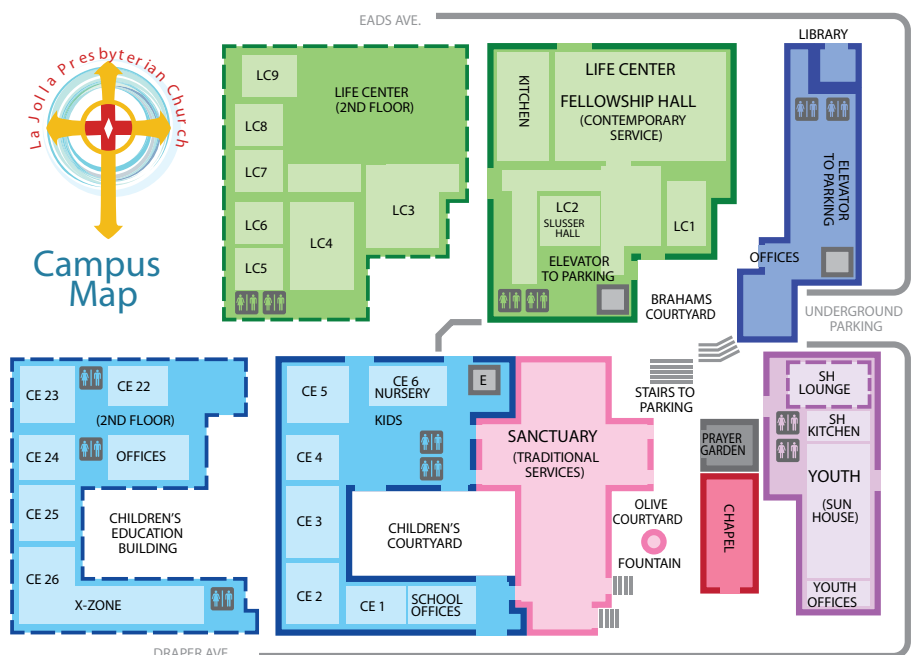 EADS AVE.
La Jolla Presbyterian Church
Campus
Map
LC9
LIFE CENTER
(2ND FLOOR)
LC8
LC7
LC6
LC5
LC4
LC3
KITCHEN
LIFE CENTER
FELLOWSHIP HALL
(CONTEMPORARY
SERVICE)
LC2
SLUSSER
HALL
LC1
ELEVATOR
TO PARKING
BRAHAMS
COURTYARD
LIBRARY
ELEVATOR
TO PARKING
OFFICES
UNDERGROUND
PARKING
CE 23
CE 22
(2ND FLOOR)
CE 24
OFFICES
CE 25
CHILDREN'S
EDUCATION
BUILDING
CE 26
X-ZONE
CE 5
CE 6
NURSERY
E
KIDS
CE 4
CE 3
CHILDREN'S
COURTYARD
CE 2
CE 1
SCHOOL
OFFICES
SANCTUARY
(TRADITIONAL
SERVICES)
STAIRS TO
PARKING
PRAYER
GARDEN
OLIVE
COURTYARD
FOUNTAIN
CHAPEL
SH
LOUNGE
SH
KITCHEN
YOUTH
(SUN
HOUSE)
YOUTH
OFFICES
DRAPER AVE.